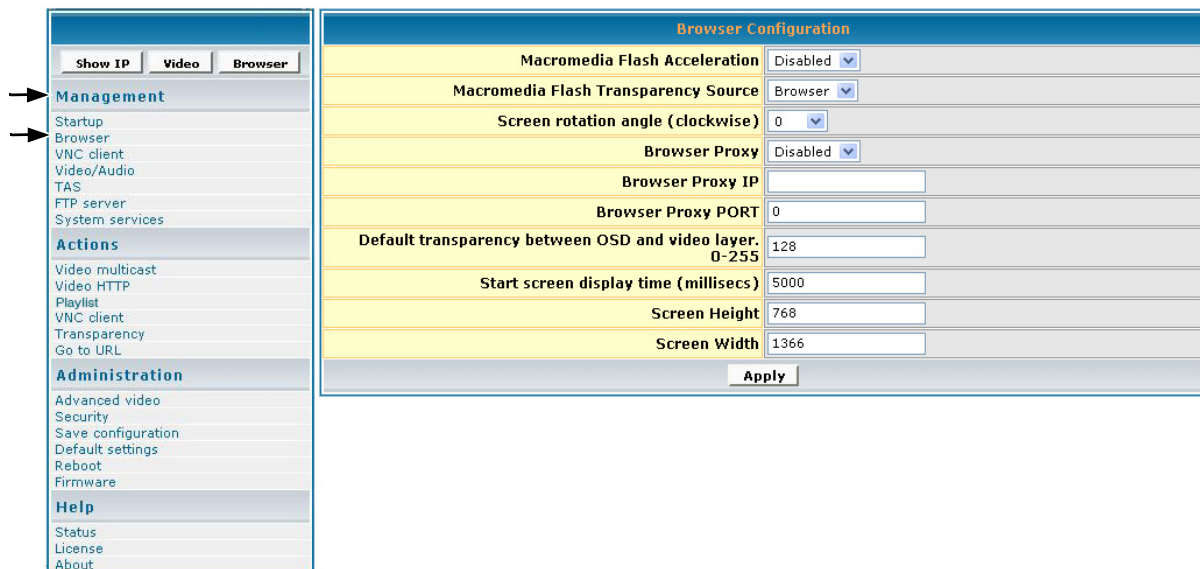 Show IP Video Browser
Management
Startup
Browser
VNC client
Video/Audio
TAS
FTP server
System services
Actions
Video multicast
Video HTTP
Playlist
VNC client
Transparency
Go to URL
Administration
Advanced video
Security
Save configuration
Default settings
Reboot
Firmware
Help
Status
License
About
Browser Configuration
Macromedia Flash Acceleration Disabled
Macromedia Flash Transparency Source Browser
Screen rotation angle (clockwise) 0
Browser Proxy Disabled
Browser Proxy IP
Browser Proxy PORT 0
Default transparency between OSD and video layer.
0-255 128
Start screen display time (millisecs) 5000
Screen Height 768
Screen Width 1366
Apply